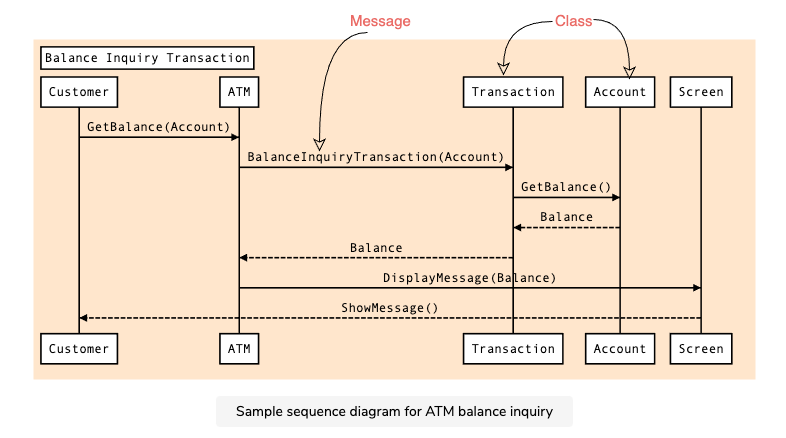 Message
Class
Balance Inquiry Transaction
Customer
ATM
Transaction
Account
Screen
GetBalance(Account)
BalanceInquiryTransaction(Account)
GetBalance()
Balance
Balance
DisplayMessage(Balance)
ShowMessage()
Customer
ATM
Transaction
Account
Screen
Sample sequence diagram for ATM balance inquiry